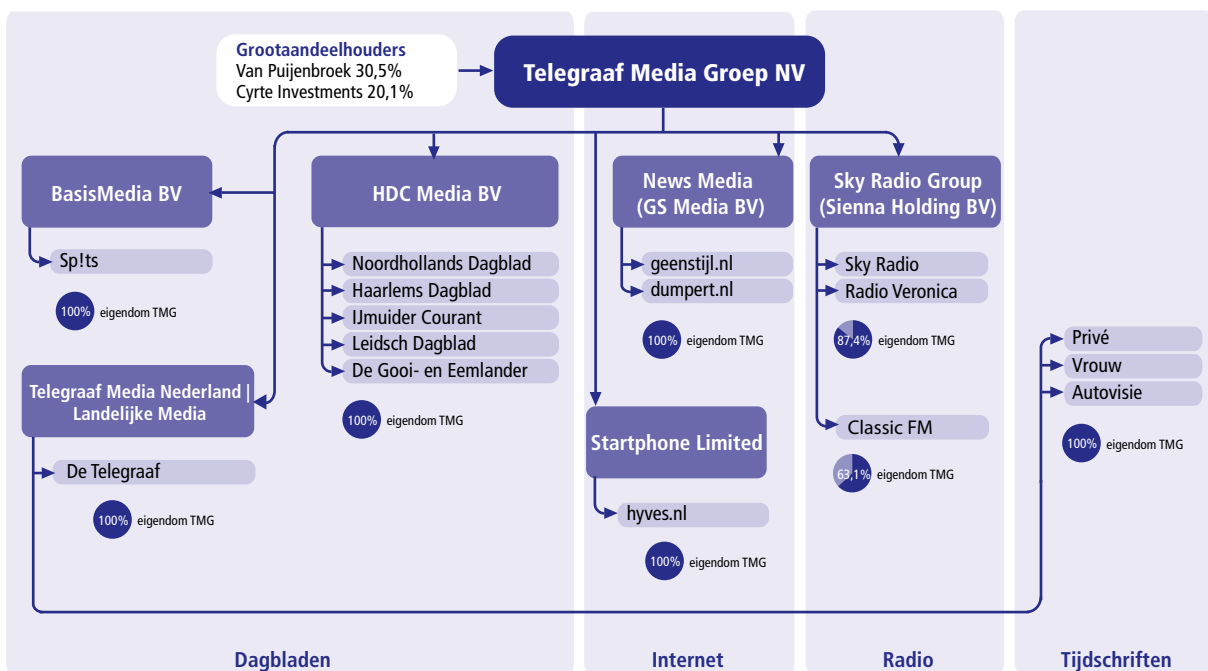 Grootaandeelhouders
Van Puijenbroek 30,5%
Cyrte Investments 20,1%
Telegraaf Media Groep NV
BasisMedia BV
Sp!ts
100% eigendom TMG
Telegraaf Media Nederland |
Landelijke Media
De Telegraaf
100% eigendom TMG
HDC Media BV
Noordhollands Dagblad
Haarlems Dagblad
IJmuider Courant
Leidsch Dagblad
De Gooi- en Eemlander
100% eigendom TMG
News Media
(GS Media BV)
geenstijl.nl
dumpert.nl
100% eigendom TMG
Startphone Limited
hyves.nl
100% eigendom TMG
Sky Radio Group
(Sienna Holding BV)
Sky Radio
Radio Veronica
87,4% eigendom TMG
Classic FM
63,1% eigendom TMG
Privé
Vrouw
Autovisie
100% eigendom TMG
Dagbladen
Internet
Radio
Tijdschriften